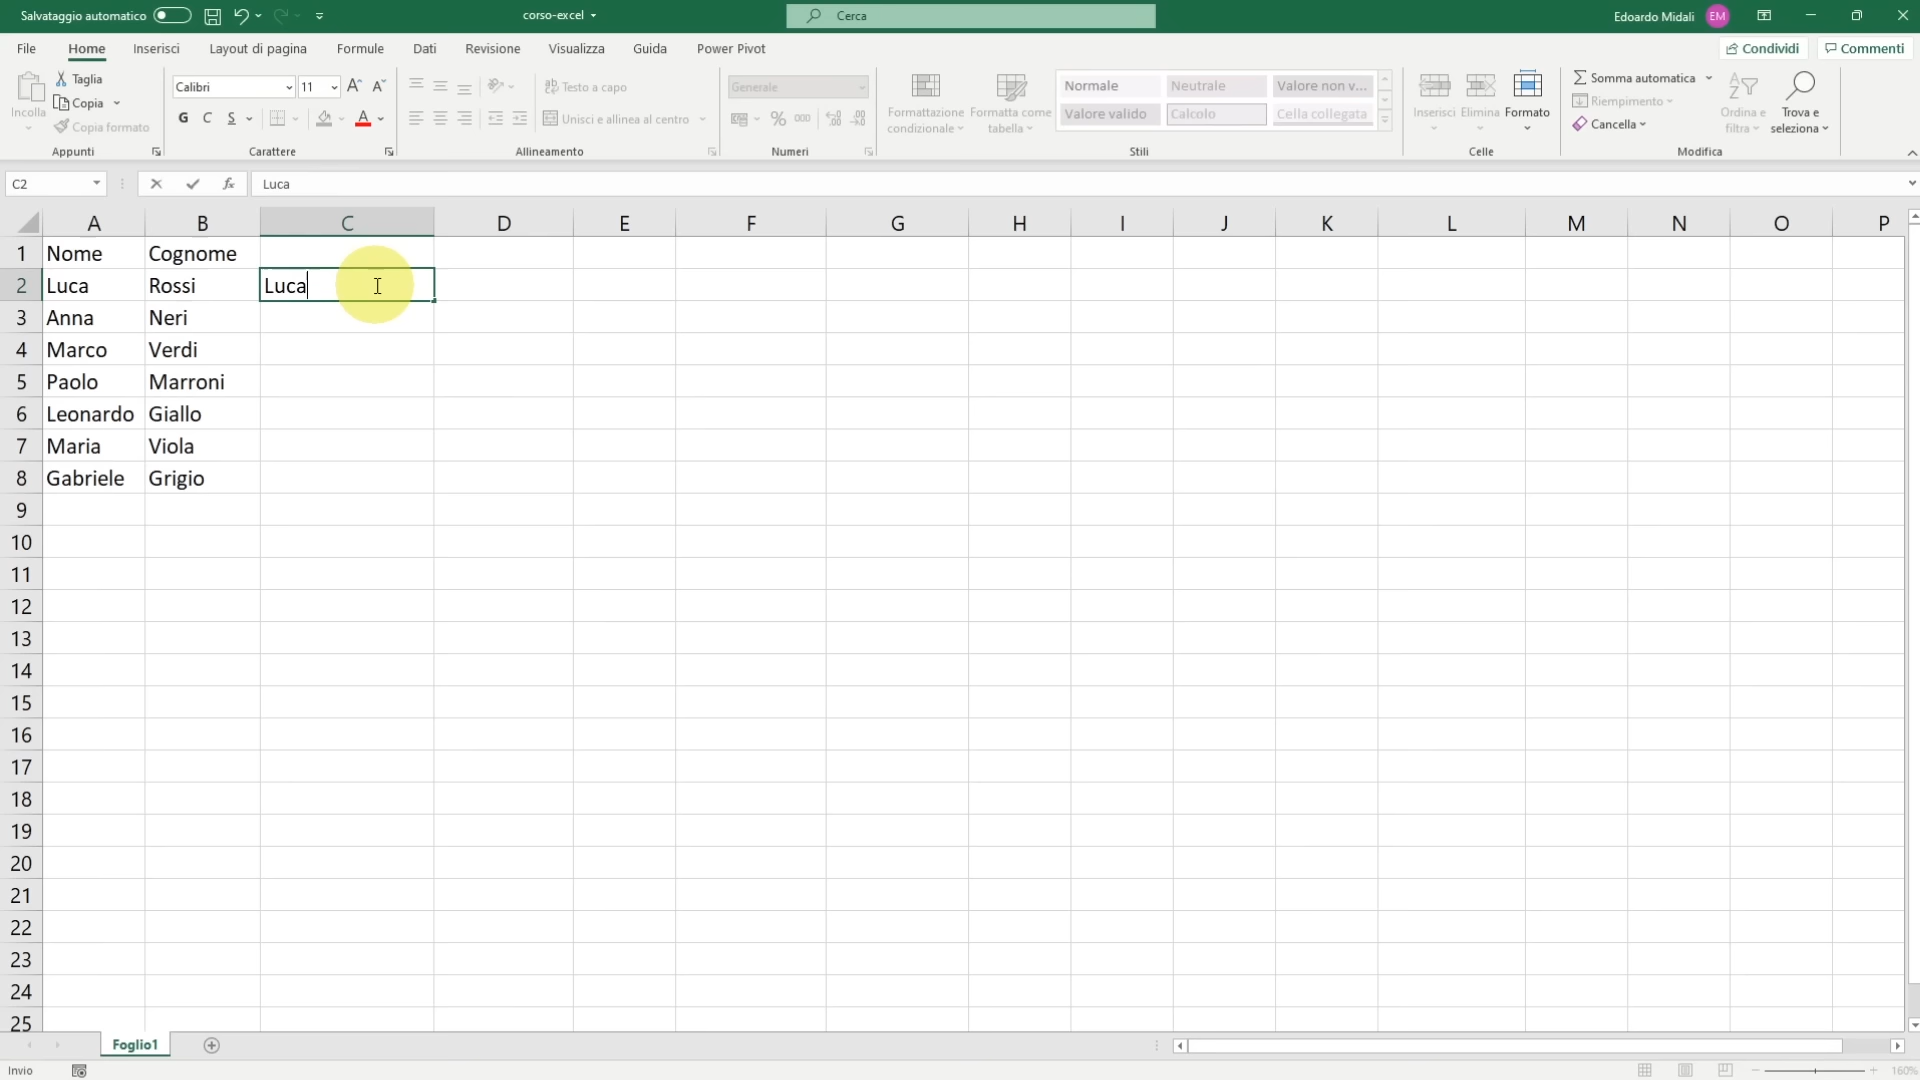 Salvataggio automatico
corso-excel
Cerca
Edoardo Midali EM
File Home Inserisci Layout di pagina Formule Dati Revisione Visualizza Guida Power Pivot
Condividi Commenti
Incolla
Taglia
Copia
Copia formato
Appunti
Calibri 11
G C S
Carattere
Testo a capo
Unisci e allinea al centro
Allineamento
Generale
% 000
Numeri
Formattazione condizionale
Formatta come tabella
Normale Neutrale Valore non v...
Valore valido Calcolo Cella collegata
Stili
Inserisci Elimina Formato
Celle
Somma automatica
Riempimento
Cancella
Ordina e filtra
Trova e seleziona
Modifica
C2 fx Luca
A B C D E F G H I J K L M N O P
1 Nome Cognome
2 Luca Rossi Luca
3 Anna Neri
4 Marco Verdi
5 Paolo Marroni
6 Leonardo Giallo
7 Maria Viola
8 Gabriele Grigio
9
10
11
12
13
14
15
16
17
18
19
20
21
22
23
24
25
Foglio1
Invio
160%